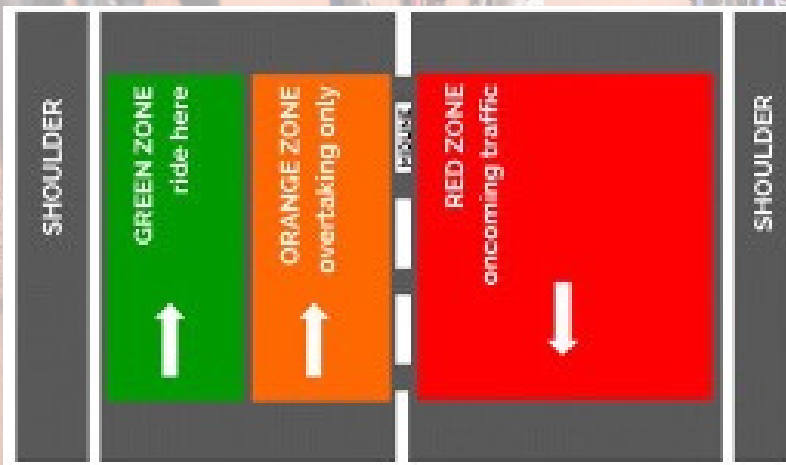 SHOULDER
GREEN ZONE
ride here
ORANGE ZONE
overtaking only
RED ZONE
oncoming traffic
SHOULDER